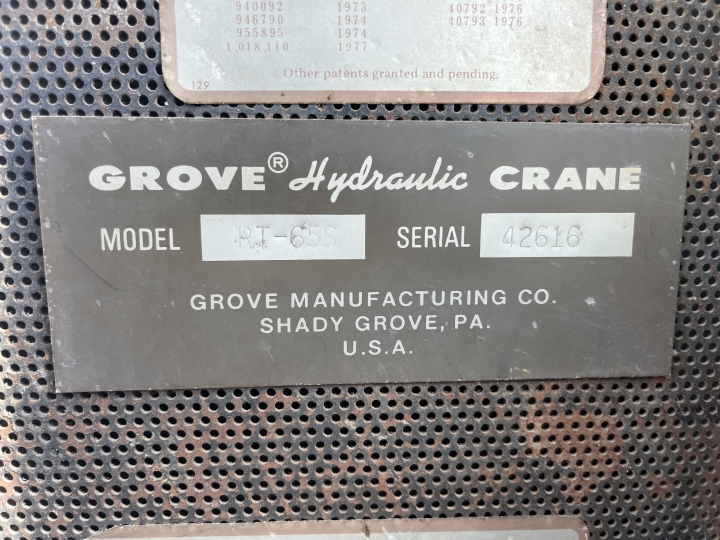 940092 1973 40792 1976
946790 1974 40793 1976
955895 1974
1,018,110 1977
Other patents granted and pending.
129
GROVE® Hydraulic CRANE
MODEL RT-65S SERIAL 42616
GROVE MANUFACTURING CO.
SHADY GROVE, PA.
U.S.A.